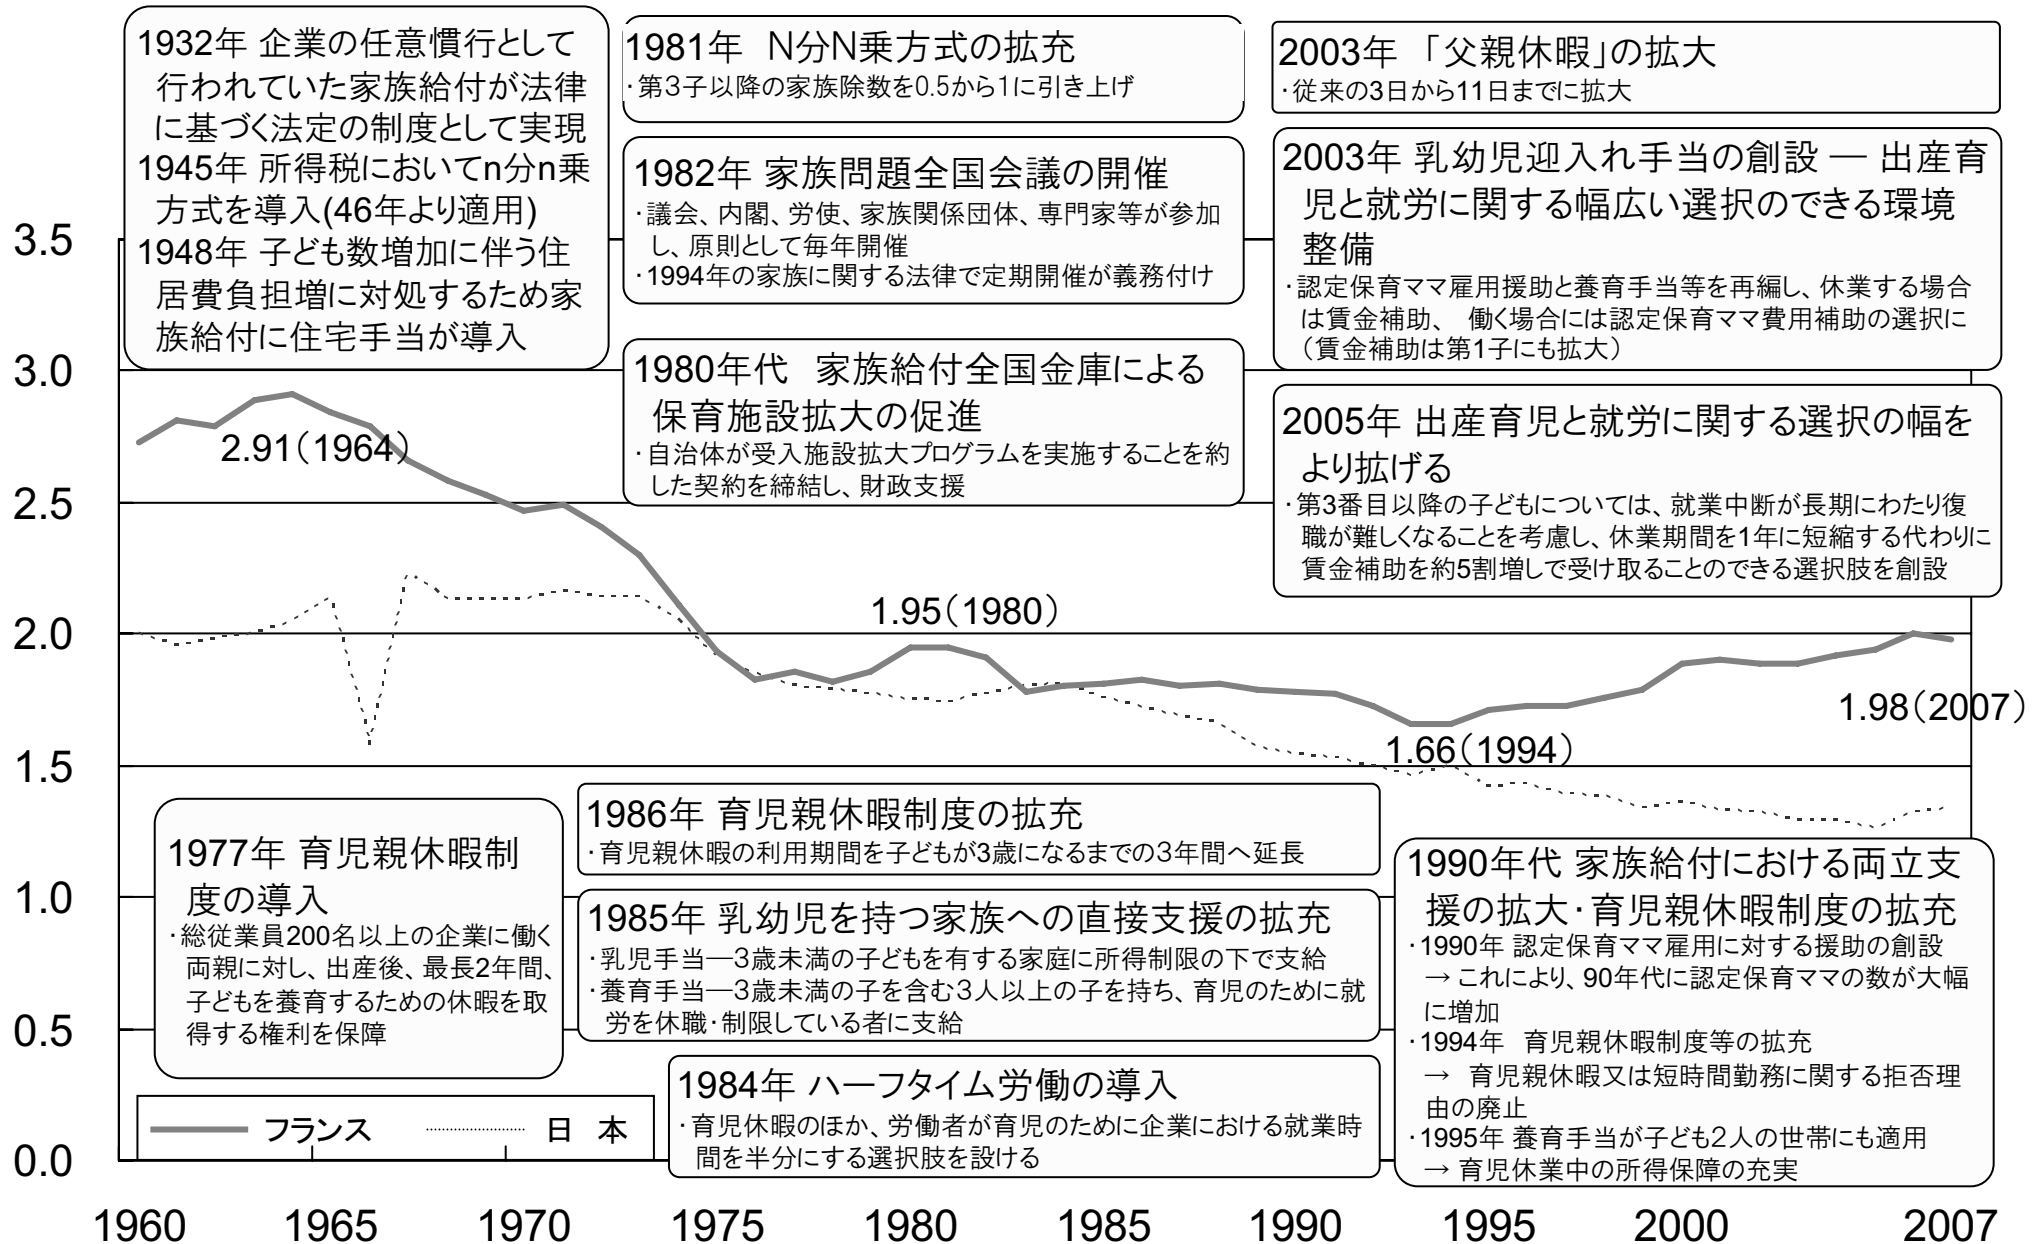 1932年 企業の任意慣行として
行われていた家族給付が法律
に基づく法定の制度として実現
1945年 所得税においてn分n乗
方式を導入(46年より適用)
1948年 子ども数増加に伴う住
居費負担増に対処するため家
族給付に住宅手当が導入
1981年 N分N乗方式の拡充
・第3子以降の家族除数を0.5から1に引き上げ
1982年 家族問題全国会議の開催
・議会、内閣、労使、家族関係団体、専門家等が参加
し、原則として毎年開催
・1994年の家族に関する法律で定期開催が義務付け
1980年代 家族給付全国金庫による
保育施設拡大の促進
・自治体が受入施設拡大プログラムを実施することを約
した契約を締結し、財政支援
2003年 「父親休暇」の拡大
・従来の3日から11日までに拡大
2003年 乳幼児迎入れ手当の創設 ― 出産育
児と就労に関する幅広い選択のできる環境
整備
・認定保育ママ雇用援助と養育手当等を再編し、休業する場合
は賃金補助、 働く場合には認定保育ママ費用補助の選択に
(賃金補助は第1子にも拡大)
2005年 出産育児と就労に関する選択の幅を
より拡げる
・第3番目以降の子どもについては、就業中断が長期にわたり復
職が難しくなることを考慮し、休業期間を1年に短縮する代わりに
賃金補助を約5割増しで受け取ることのできる選択肢を創設
3.5
3.0
2.5
2.0
1.5
1.0
0.5
0.0
2.91(1964)
1.95(1980)
1.66(1994)
1.98(2007)
1977年 育児親休暇制
度の導入
・総従業員200名以上の企業に働く
両親に対し、出産後、最長2年間、
子どもを養育するための休暇を取
得する権利を保障
1986年 育児親休暇制度の拡充
・育児親休暇の利用期間を子どもが3歳になるまでの3年間へ延長
1985年 乳幼児を持つ家族への直接支援の拡充
・乳児手当―3歳未満の子どもを有する家庭に所得制限の下で支給
・養育手当―3歳未満の子を含む3人以上の子を持ち、育児のために就
労を休職・制限している者に支給
1984年 ハーフタイム労働の導入
・育児休暇のほか、労働者が育児のために企業における就業時
間を半分にする選択肢を設ける
1990年代 家族給付における両立支
援の拡大・育児親休暇制度の拡充
・1990年 認定保育ママ雇用に対する援助の創設
→ これにより、90年代に認定保育ママの数が大幅
に増加
・1994年 育児親休暇制度等の拡充
→ 育児親休暇又は短時間勤務に関する拒否理
由の廃止
・1995年 養育手当が子ども2人の世帯にも適用
→ 育児休業中の所得保障の充実
フランス 日 本
1960 1965 1970 1975 1980 1985 1990 1995 2000 2007